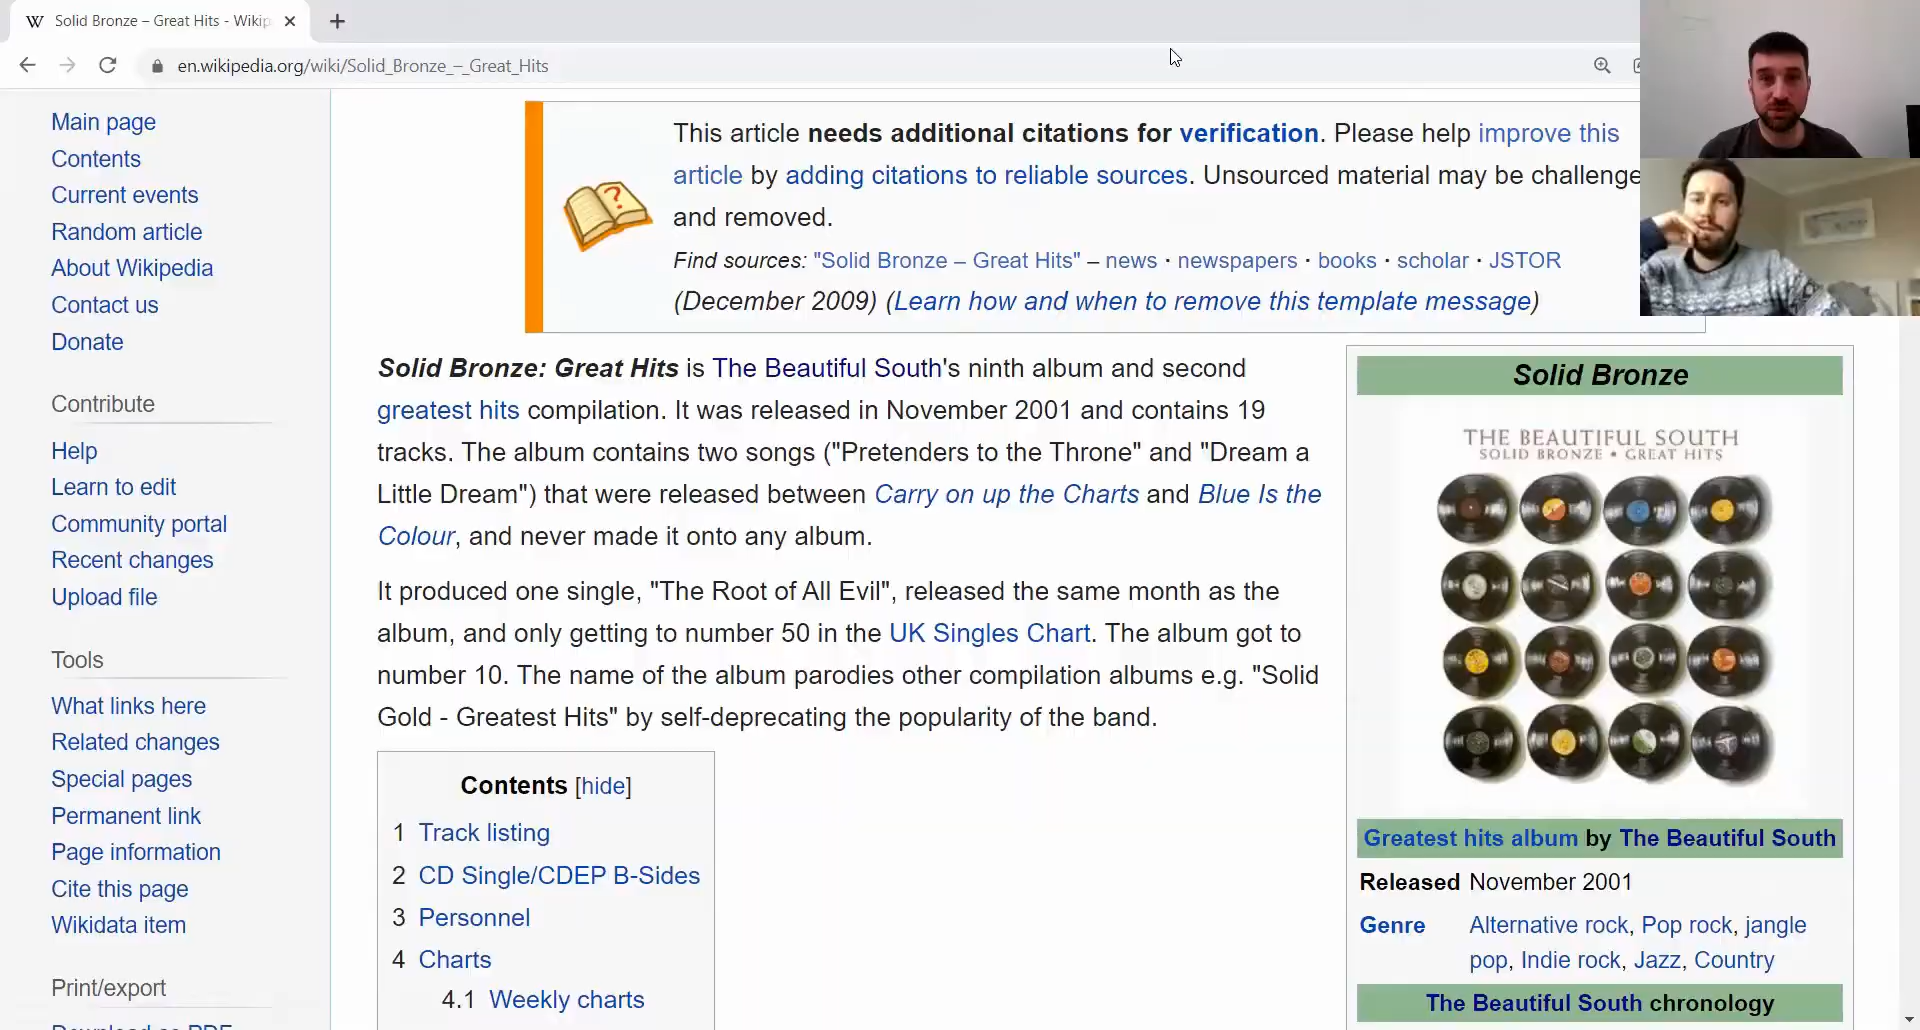 Solid Bronze – Great Hits - Wikip
en.wikipedia.org/wiki/Solid_Bronze_–_Great_Hits
Main page
Contents
Current events
Random article
About Wikipedia
Contact us
Donate
Contribute
Help
Learn to edit
Community portal
Recent changes
Upload file
Tools
What links here
Related changes
Special pages
Permanent link
Page information
Cite this page
Wikidata item
Print/export
Download as PDF
This article needs additional citations for verification. Please help improve this
article by adding citations to reliable sources. Unsourced material may be challenge
and removed.
Find sources: "Solid Bronze – Great Hits" – news · newspapers · books · scholar · JSTOR
(December 2009) (Learn how and when to remove this template message)
Solid Bronze: Great Hits is The Beautiful South's ninth album and second
greatest hits compilation. It was released in November 2001 and contains 19
tracks. The album contains two songs ("Pretenders to the Throne" and "Dream a
Little Dream") that were released between Carry on up the Charts and Blue Is the
Colour, and never made it onto any album.
It produced one single, "The Root of All Evil", released the same month as the
album, and only getting to number 50 in the UK Singles Chart. The album got to
number 10. The name of the album parodies other compilation albums e.g. "Solid
Gold - Greatest Hits" by self-deprecating the popularity of the band.
Contents [hide]
1 Track listing
2 CD Single/CDEP B-Sides
3 Personnel
4 Charts
4.1 Weekly charts
Solid Bronze
THE BEAUTIFUL SOUTH
SOLID BRONZE • GREAT HITS
Greatest hits album by The Beautiful South
Released November 2001
Genre Alternative rock, Pop rock, jangle
pop, Indie rock, Jazz, Country
The Beautiful South chronology